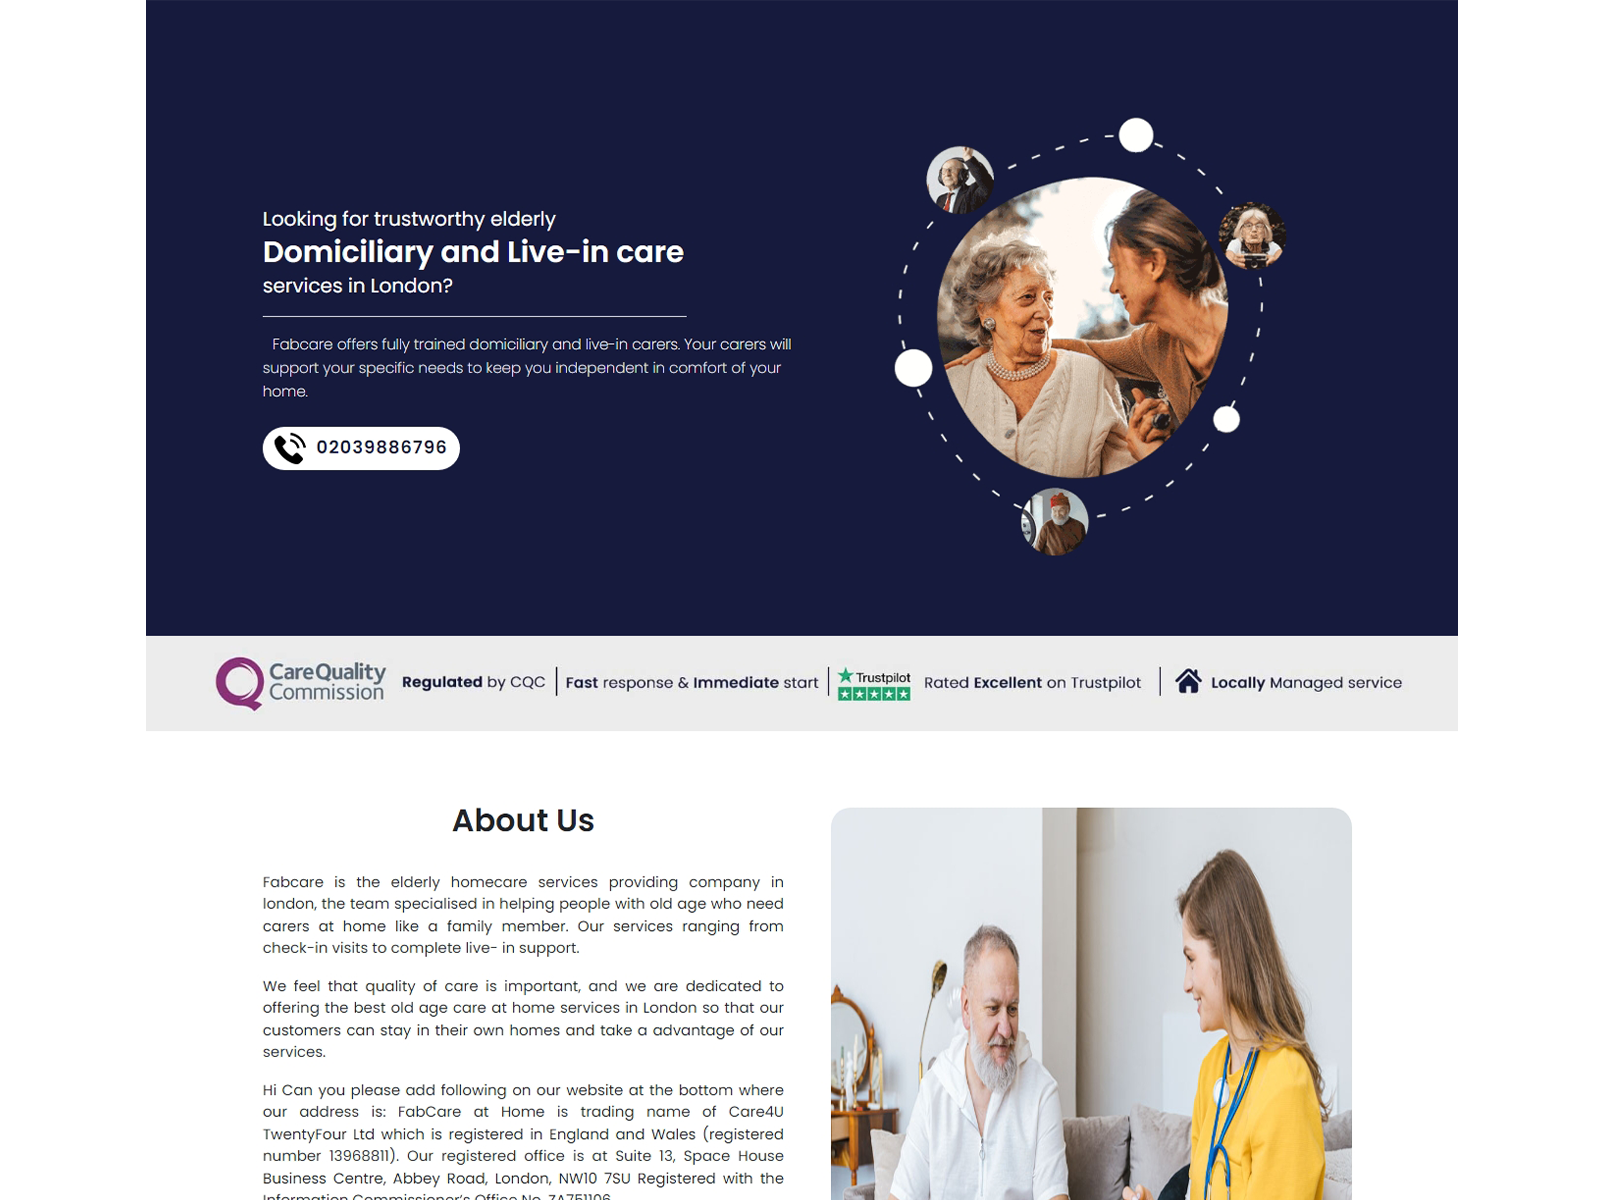 Looking for trustworthy elderly
Domiciliary and Live-in care
services in London?
Fabcare offers fully trained domiciliary and live-in carers. Your carers will
support your specific needs to keep you independent in comfort of your
home.
02039886796
CareQuality
Commission
Regulated by CQC
Fast response & Immediate start
Trustpilot
Rated Excellent on Trustpilot
Locally Managed service
About Us
Fabcare is the elderly homecare services providing company in
london, the team specialised in helping people with old age who need
carers at home like a family member. Our services ranging from
check-in visits to complete live- in support.
We feel that quality of care is important, and we are dedicated to
offering the best old age care at home services in London so that our
customers can stay in their own homes and take a advantage of our
services.
Hi Can you please add following on our website at the bottom where
our address is: FabCare at Home is trading name of Care4U
TwentyFour Ltd which is registered in England and Wales (registered
number 13968811). Our registered office is at Suite 13, Space House
Business Centre, Abbey Road, London, NW10 7SU Registered with the
Information Commissioner's Office No. ZA751106